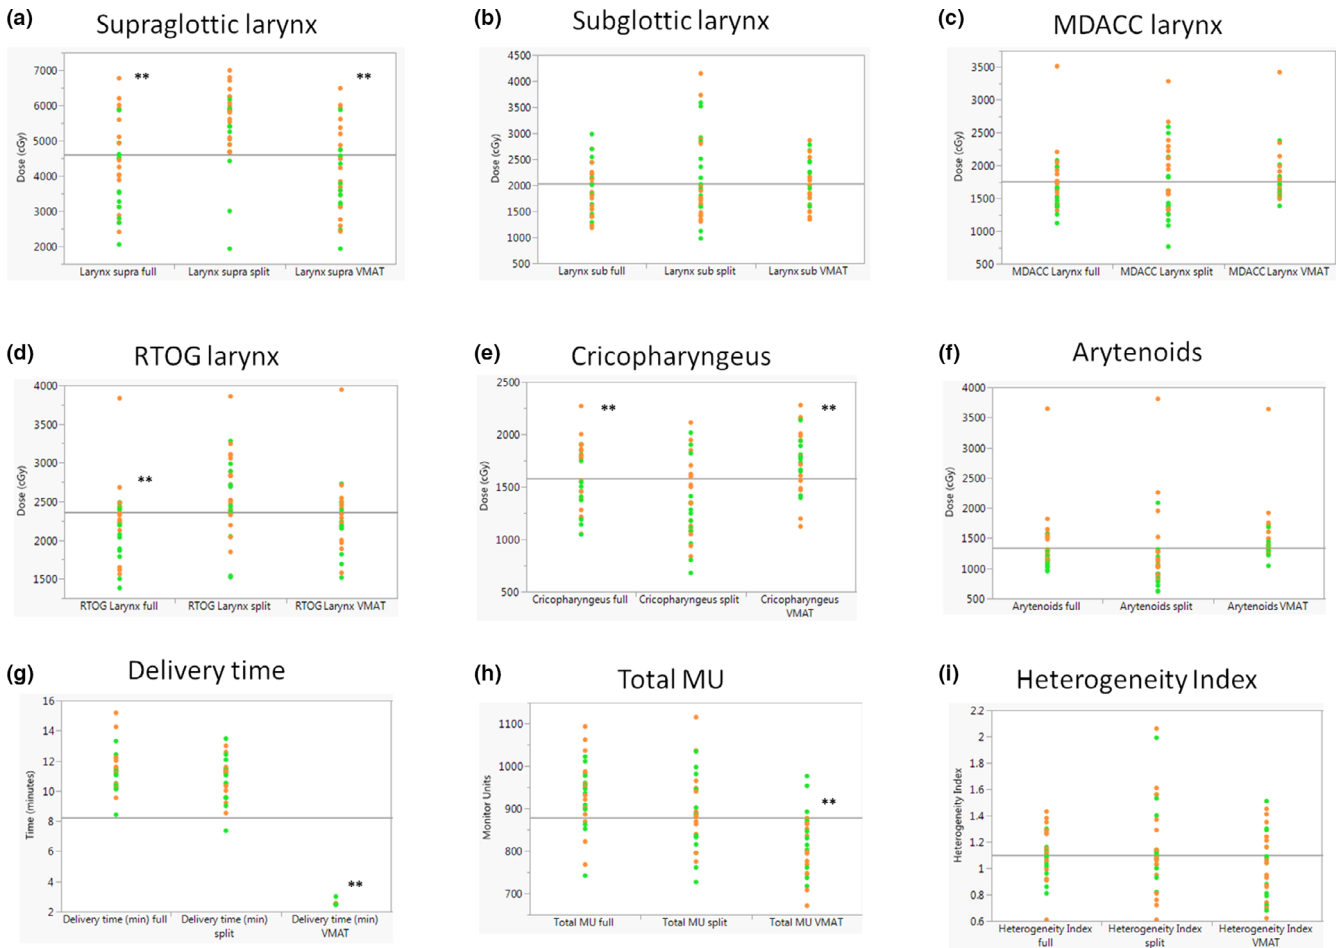 (a) Supraglottic larynx
7000
6000
5000
4000
3000
2000
Dose (cGy)
**
**
Larynx supra full Larynx supra split Larynx supra VMAT
(b) Subglottic larynx
4500
4000
3500
3000
2500
2000
1500
1000
500
Dose (cGy)
Larynx sub full Larynx sub split Larynx sub VMAT
(c) MDACC larynx
3500
3000
2500
2000
1500
1000
500
Dose (cGy)
MDACC Larynx full MDACC Larynx split MDACC Larynx VMAT
(d) RTOG larynx
4000
3500
3000
2500
2000
1500
Dose (cGy)
**
RTOG Larynx full RTOG Larynx split RTOG Larynx VMAT
(e) Cricopharyngeus
2500
2000
1500
1000
500
Dose (cGy)
**
**
Cricopharyngeus full Cricopharyngeus split Cricopharyngeus
VMAT
(f) Arytenoids
4000
3500
3000
2500
2000
1500
1000
500
Dose (cGy)
Arytenoids full Arytenoids split Arytenoids VMAT
(g) Delivery time
16
14
12
10
8
6
4
2
Time (minutes)
**
Delivery time (min) full Delivery time (min) Delivery time (min)
split VMAT
(h) Total MU
1100
1000
900
800
700
Monitor Units
**
Total MU full Total MU split Total MU VMAT
(i) Heterogeneity Index
2.2
2
1.8
1.6
1.4
1.2
1
0.8
0.6
Heterogeneity Index
Heterogeneity Index Heterogeneity Index Heterogeneity Index
full split VMAT